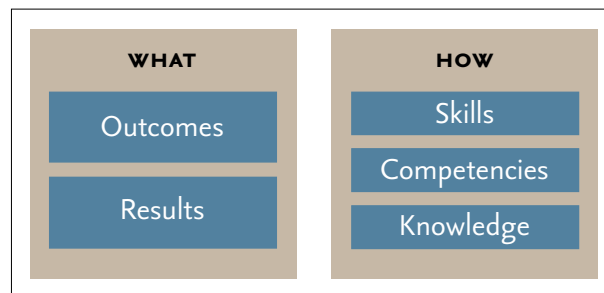 WHAT
Outcomes
Results
HOW
Skills
Competencies
Knowledge